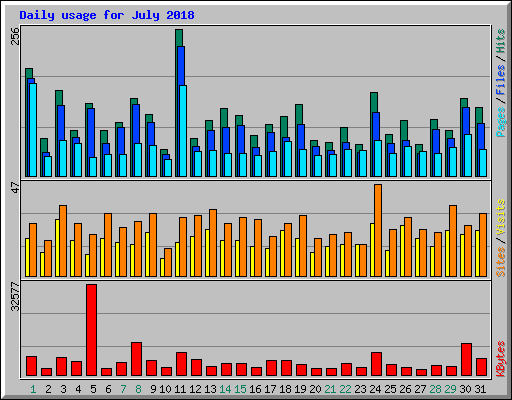 Daily usage for July 2018
256
Pages / Files / Hits
47
Sites / Visits
32577
KBytes
1 2 3 4 5 6 7 8 9 10 11 12 13 14 15 16 17 18 19 20 21 22 23 24 25 26 27 28 29 30 31